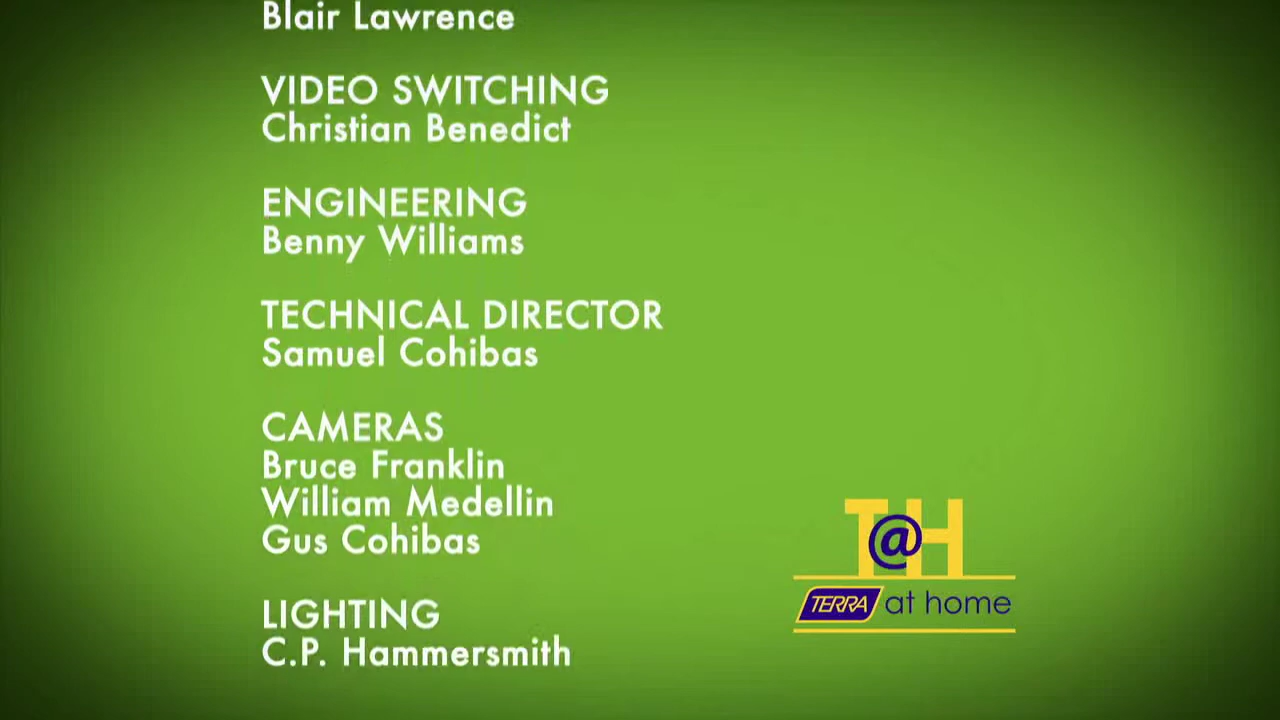 Blair Lawrence
VIDEO SWITCHING
Christian Benedict
ENGINEERING
Benny Williams
TECHNICAL DIRECTOR
Samuel Cohibas
CAMERAS
Bruce Franklin
William Medellin
Gus Cohibas
LIGHTING
C.P. Hammersmith
T@H
TERRA at home